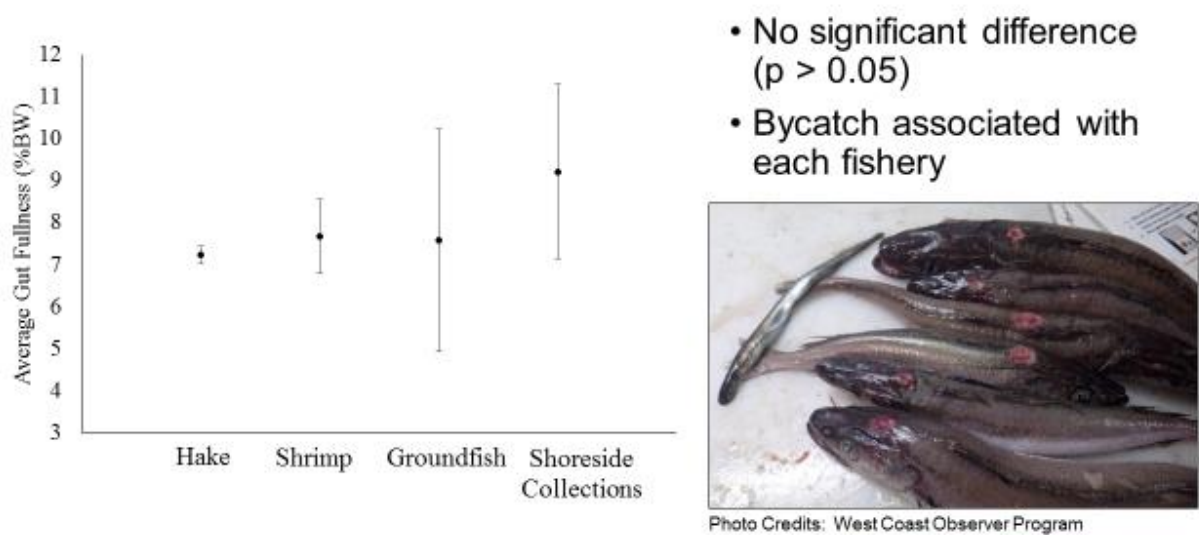 12
11
10
9
8
7
6
5
4
3
Average Gut Fullness (%BW)
Hake
Shrimp
Groundfish
Shoreside
Collections
• No significant difference
(p > 0.05)
• Bycatch associated with
each fishery
Photo Credits: West Coast Observer Program